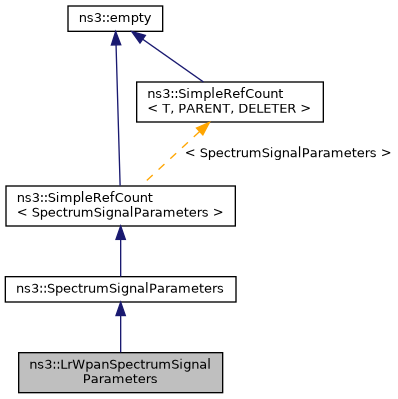 ns3::empty
ns3::SimpleRefCount
< T, PARENT, DELETER >
< SpectrumSignalParameters >
ns3::SimpleRefCount
< SpectrumSignalParameters >
ns3::SpectrumSignalParameters
ns3::LrWpanSpectrumSignal
Parameters